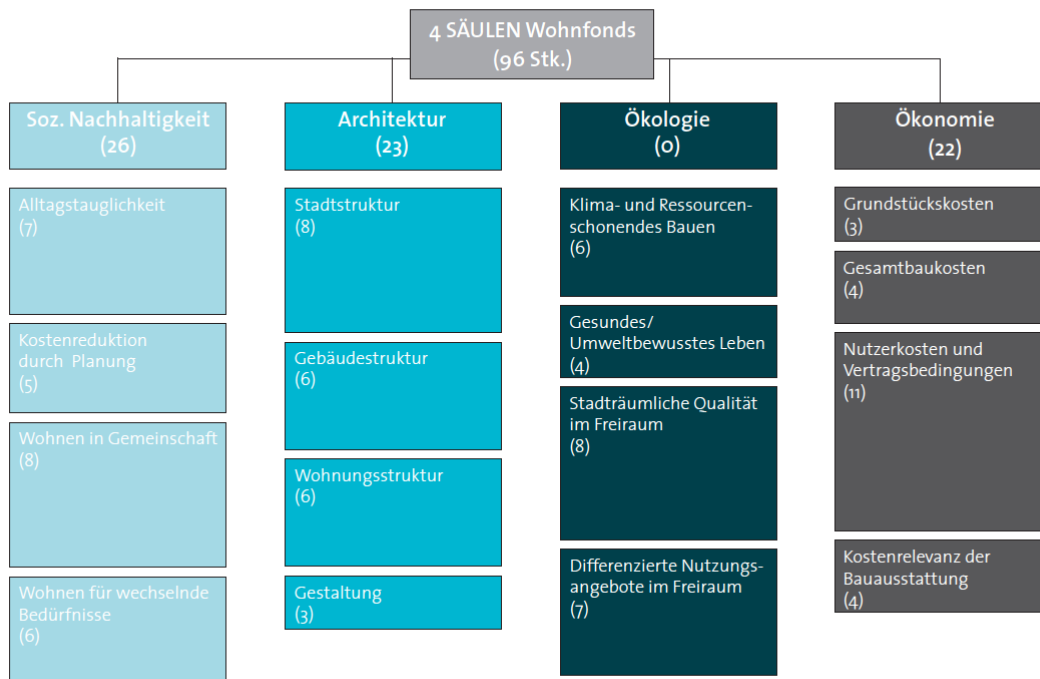 4 SÄULEN Wohnfonds
(96 Stk.)
Soz. Nachhaltigkeit
(26)
Alltagstauglichkeit
(7)
Kostenreduktion
durch Planung
(5)
Wohnen in Gemeinschaft
(8)
Wohnen für wechselnde
Bedürfnisse
(6)
Architektur
(23)
Stadtstruktur
(8)
Gebäudestruktur
(6)
Wohnungsstruktur
(6)
Gestaltung
(3)
Ökologie
(0)
Klima- und Ressourcen-
schonendes Bauen
(6)
Gesundes/
Umweltbewusstes Leben
(4)
Stadträumliche Qualität
im Freiraum
(8)
Differenzierte Nutzungs-
angebote im Freiraum
(7)
Ökonomie
(22)
Grundstückskosten
(3)
Gesamtbaukosten
(4)
Nutzerkosten und
Vertragsbedingungen
(11)
Kostenrelevanz der
Bauausstattung
(4)